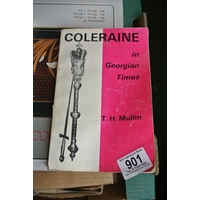 COLERAINE
in
Georgian
Times
T. H. Mullin
901